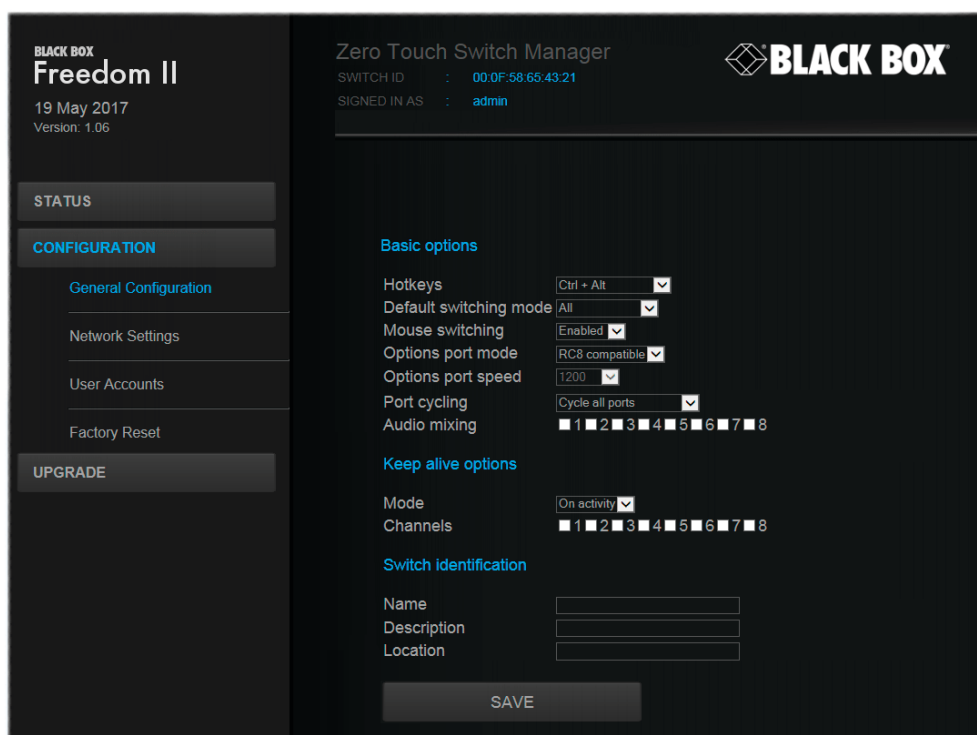 BLACK BOX
Freedom II
19 May 2017
Version: 1.06
STATUS
CONFIGURATION
General Configuration
Network Settings
User Accounts
Factory Reset
UPGRADE
Zero Touch Switch Manager
SWITCH ID : 00:0F:58:65:43:21
SIGNED IN AS : admin
BLACK BOX
Basic options
Hotkeys Ctrl + Alt
Default switching mode All
Mouse switching Enabled
Options port mode RC8 compatible
Options port speed 1200
Port cycling Cycle all ports
Audio mixing 1 2 3 4 5 6 7 8
Keep alive options
Mode On activity
Channels 1 2 3 4 5 6 7 8
Switch identification
Name
Description
Location
SAVE